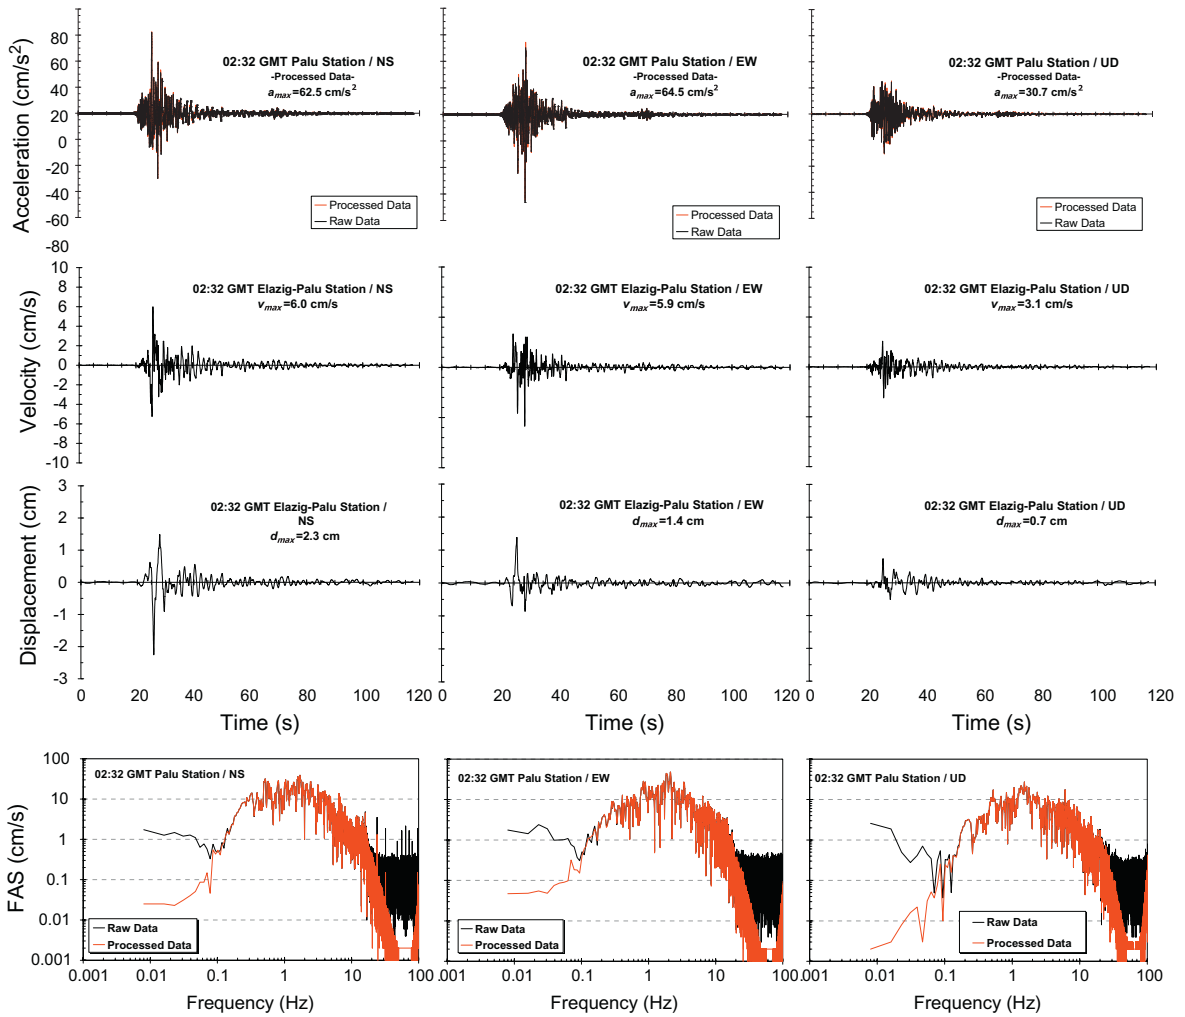 Acceleration (cm/s²)
80
60
40
20
0
-20
-40
-60
-80
02:32 GMT Palu Station / NS
-Processed Data-
amax=62.5 cm/s²
Processed Data
Raw Data
02:32 GMT Palu Station / EW
-Processed Data-
amax=64.5 cm/s²
Processed Data
Raw Data
02:32 GMT Palu Station / UD
-Processed Data-
amax=30.7 cm/s²
Processed Data
Raw Data
Velocity (cm/s)
10
8
6
4
2
0
-2
-4
-6
-8
-10
02:32 GMT Elazig-Palu Station / NS
vmax=6.0 cm/s
02:32 GMT Elazig-Palu Station / EW
vmax=5.9 cm/s
02:32 GMT Elazig-Palu Station / UD
vmax=3.1 cm/s
Displacement (cm)
3
2
1
0
-1
-2
-3
02:32 GMT Elazig-Palu Station /
NS
dmax=2.3 cm
02:32 GMT Elazig-Palu Station / EW
dmax=1.4 cm
02:32 GMT Elazig-Palu Station / UD
dmax=0.7 cm
0 20 40 60 80 100 120
Time (s)
0 20 40 60 80 100 120
Time (s)
0 20 40 60 80 100 120
Time (s)
FAS (cm/s)
100
10
1
0.1
0.01
0.001
02:32 GMT Palu Station / NS
Raw Data
Processed Data
0.001 0.01 0.1 1 10 100
Frequency (Hz)
02:32 GMT Palu Station / EW
Raw Data
Processed Data
0.001 0.01 0.1 1 10 100
Frequency (Hz)
02:32 GMT Palu Station / UD
Raw Data
Processed Data
0.001 0.01 0.1 1 10 100
Frequency (Hz)